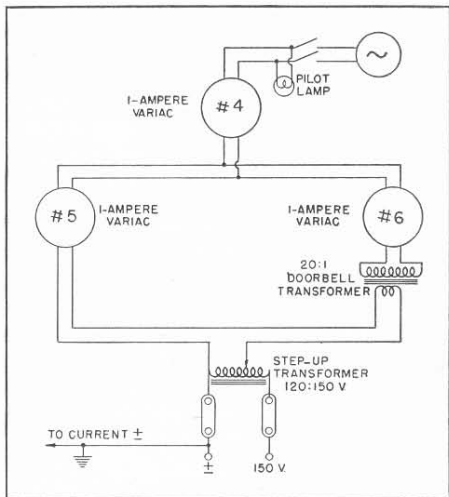 PILOT
LAMP
1-AMPERE
VARIAC
#4
#5
1-AMPERE
VARIAC
1-AMPERE
VARIAC
#6
20:1
DOORBELL
TRANSFORMER
STEP-UP
TRANSFORMER
120:150 V.
TO CURRENT ±
±
150 V.